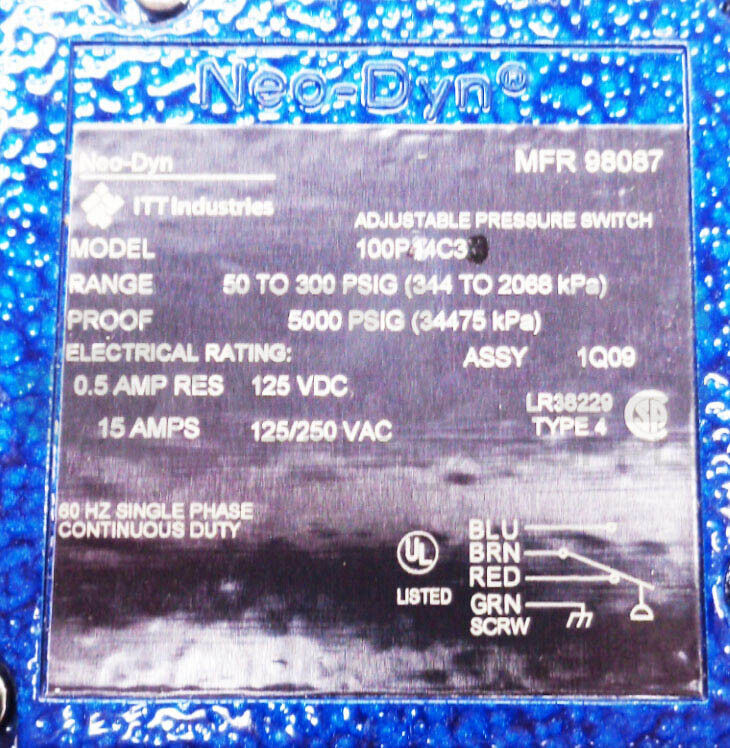 Neo-Dyn®
Neo-Dyn
MFR 98087
ITT Industries
ADJUSTABLE PRESSURE SWITCH
MODEL
RANGE 50 TO 300 PSIG (344 TO 2068 kPa)
PROOF 5000 PSIG (34475 kPa)
ELECTRICAL RATING: ASSY 1Q09
0.5 AMP RES 125 VDC
LR38229
15 AMPS 125/250 VAC TYPE 4
60 HZ SINGLE PHASE
CONTINUOUS DUTY
UL
LISTED
BLU
BRN
RED
GRN
SCRW